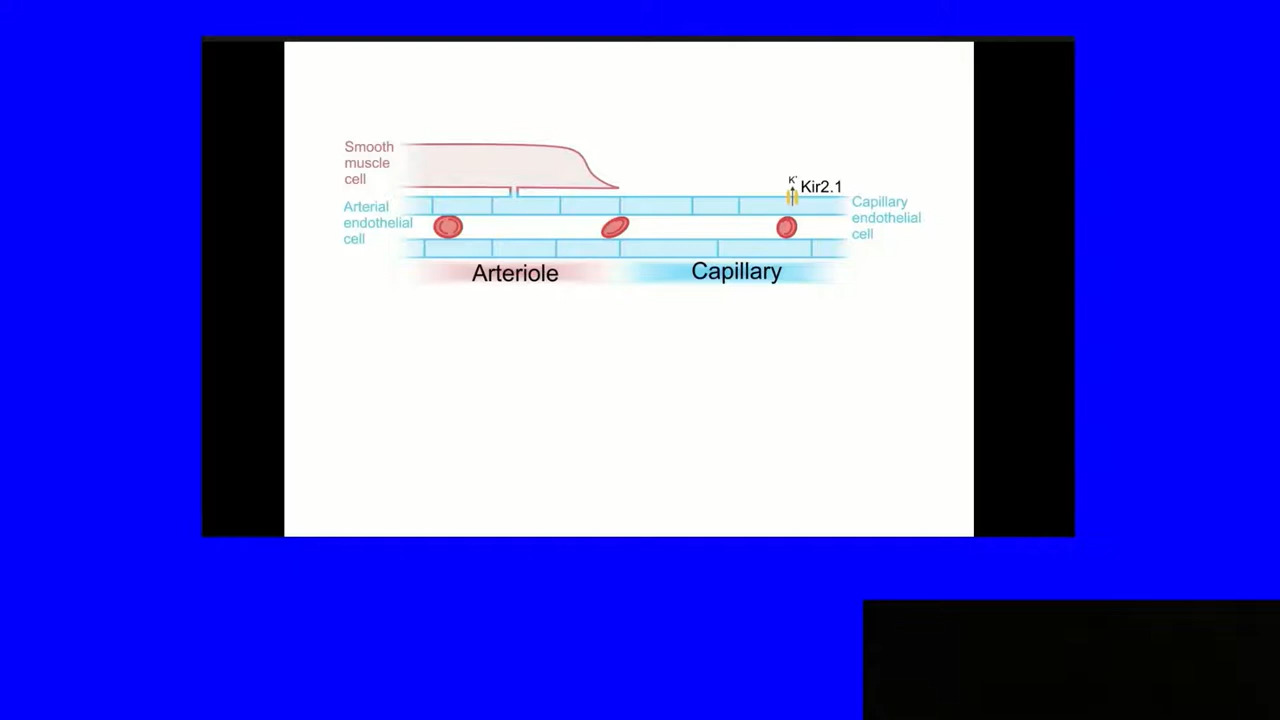 Smooth
muscle
cell
K+
Kir2.1
Arterial
endothelial
cell
Capillary
endothelial
cell
Arteriole
Capillary